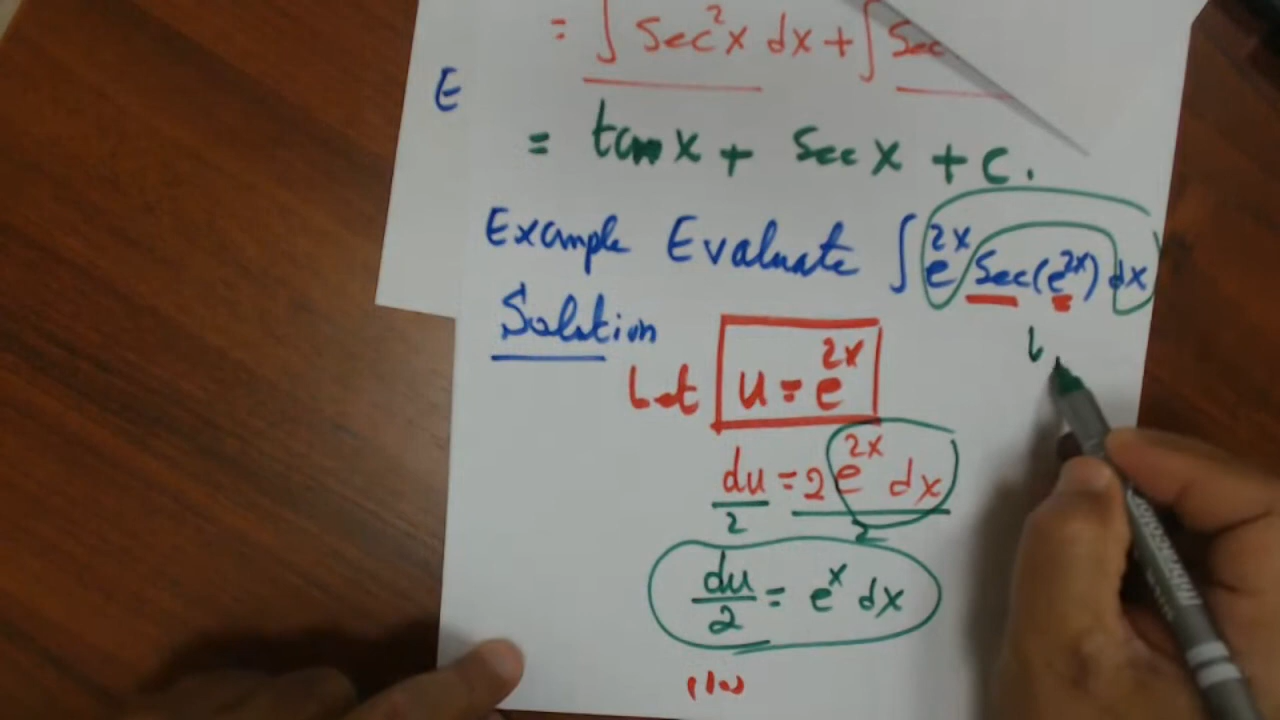 = ∫ Sec²x dx + ∫ Sec
E
= tan x + Sec x + C.
Example Evaluate ∫ e^{2x} Sec(e^{2x}) dx
Solution
Let u = e^{2x}
du/2 = 2 e^{2x} dx/2
du/2 = e^x dx